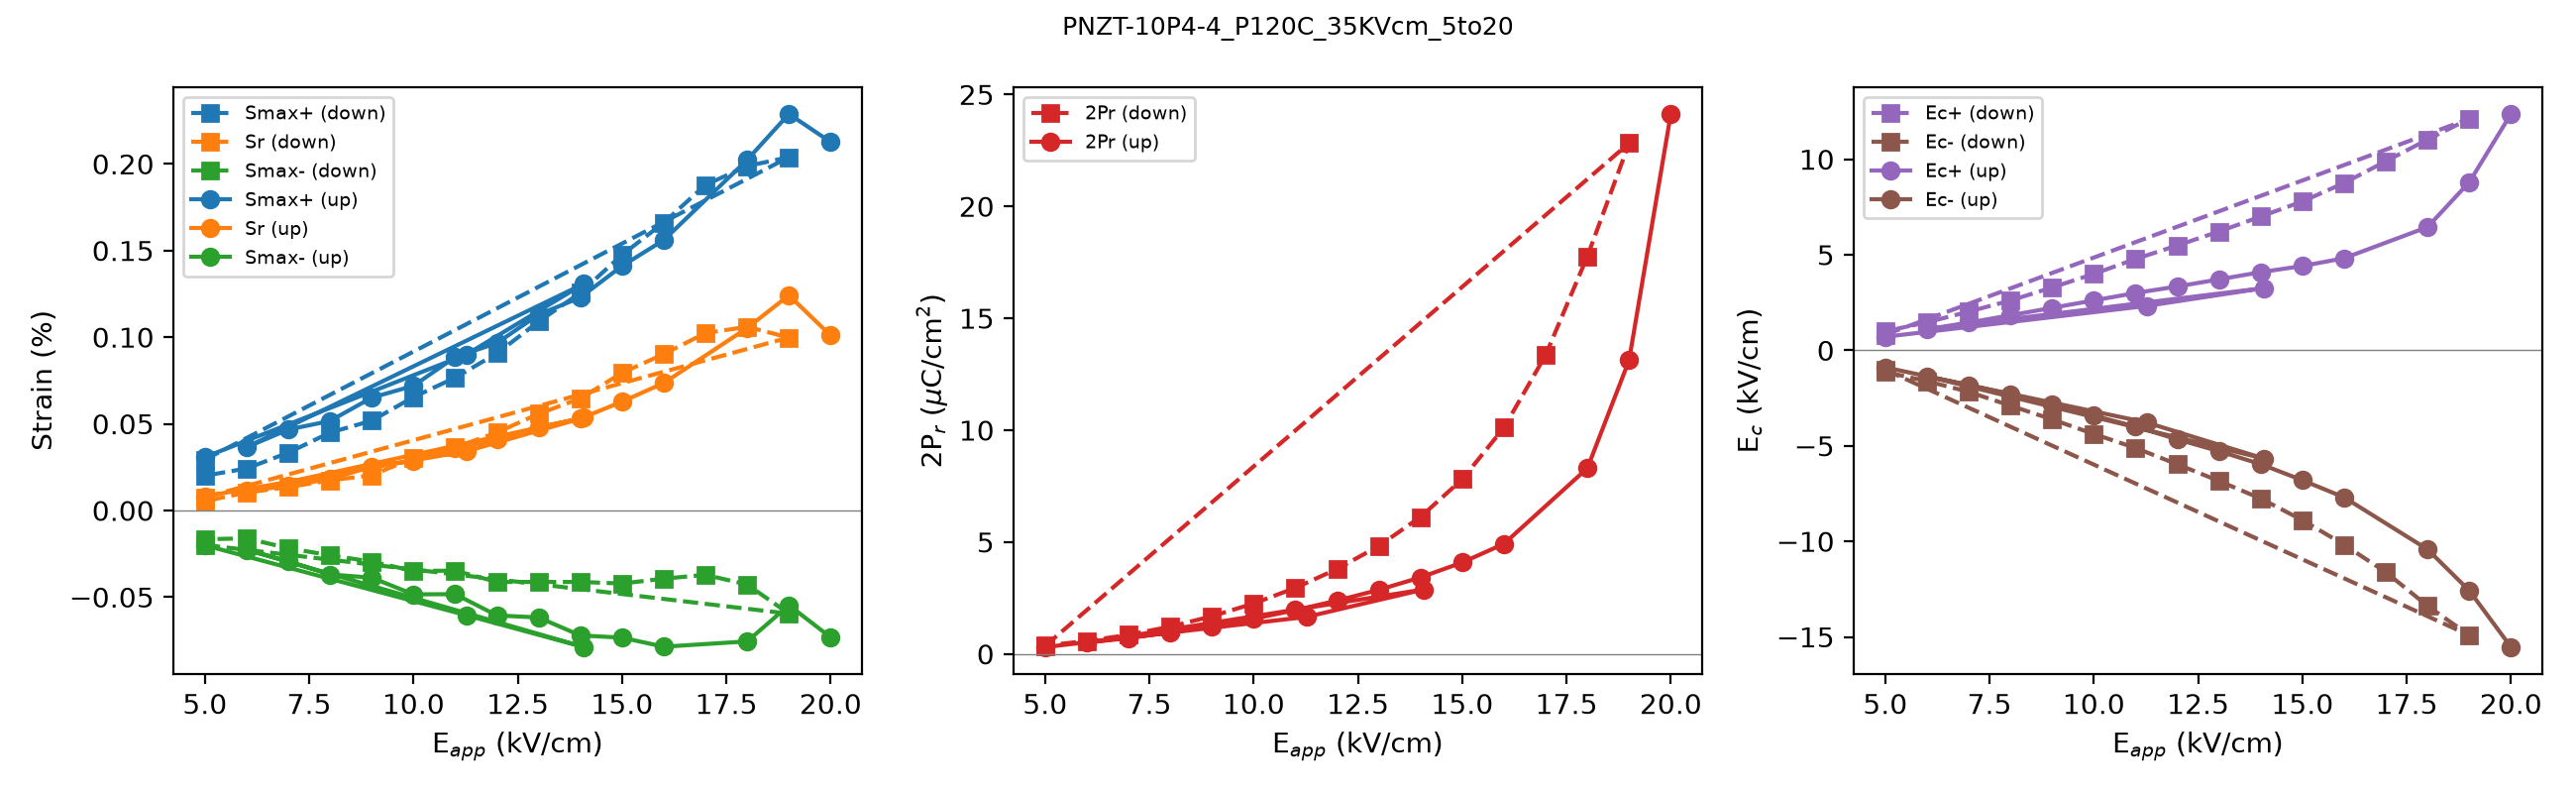 PNZT-10P4-4_P120C_35KVcm_5to20
Smax+ (down)
Sr (down)
Smax- (down)
Smax+ (up)
Sr (up)
Smax- (up)
0.20
0.15
0.10
0.05
0.00
−0.05
Strain (%)
5.0 7.5 10.0 12.5 15.0 17.5 20.0
E_app (kV/cm)
2Pr (down)
2Pr (up)
25
20
15
10
5
0
2P_r (μC/cm²)
5.0 7.5 10.0 12.5 15.0 17.5 20.0
E_app (kV/cm)
Ec+ (down)
Ec- (down)
Ec+ (up)
Ec- (up)
10
5
0
−5
−10
−15
E_c (kV/cm)
5.0 7.5 10.0 12.5 15.0 17.5 20.0
E_app (kV/cm)